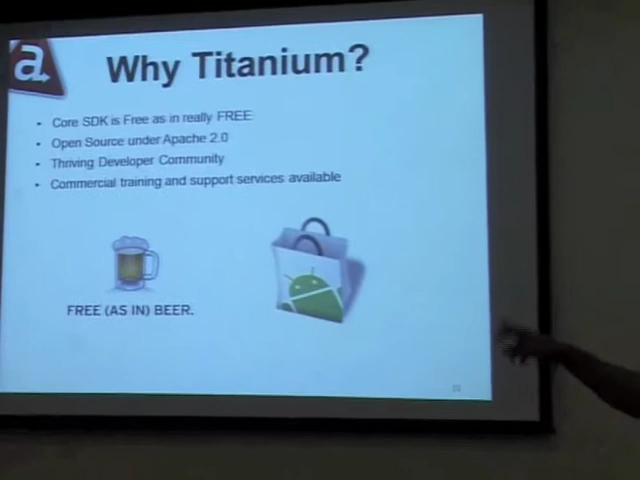 a
Why Titanium?
Core SDK is Free as in really FREE
Open Source under Apache 2.0
Thriving Developer Community
Commercial training and support services available
FREE (AS IN) BEER.